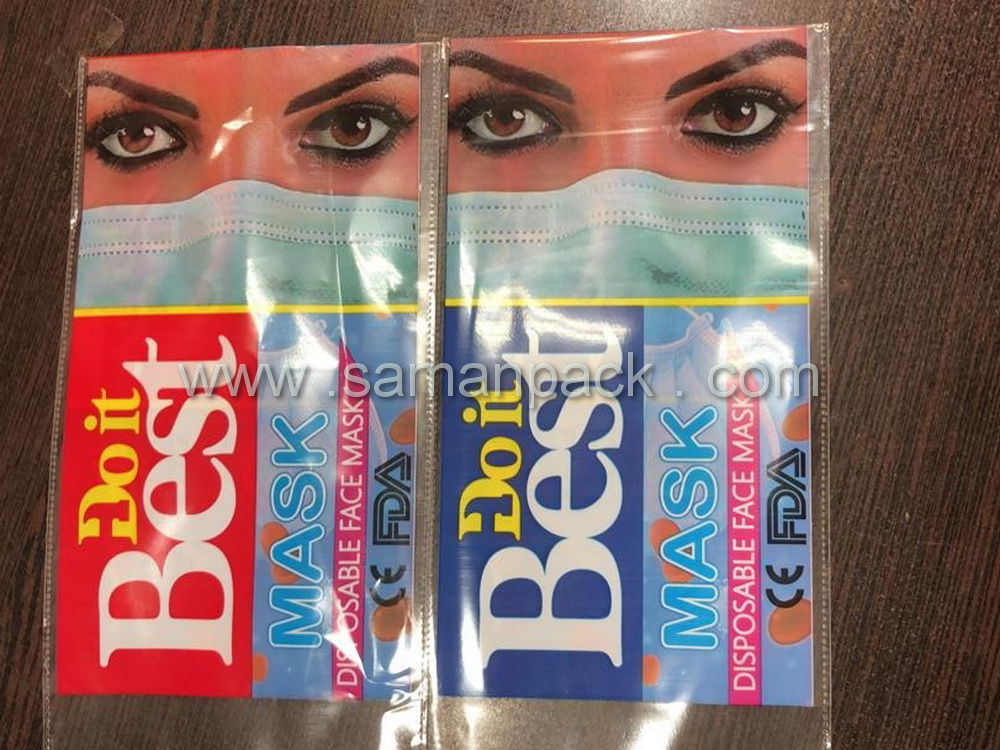 Do it
Best
MASK
DISPOSABLE FACE MASK
CE FDA
Do it
Best
MASK
DISPOSABLE FACE MASK
CE FDA
www.samanpack.com